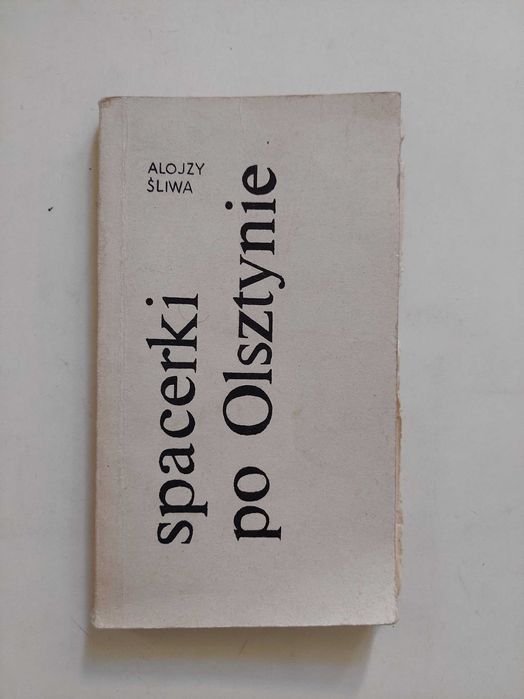 ALOJZY
ŚLIWA
spacerki
po Olsztynie